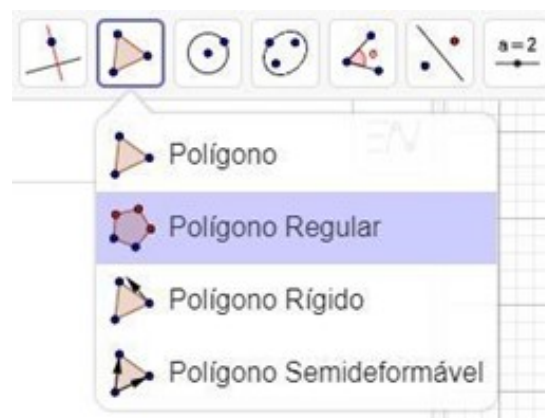 a = 2
Polígono
Polígono Regular
Polígono Rígido
Polígono Semideformável